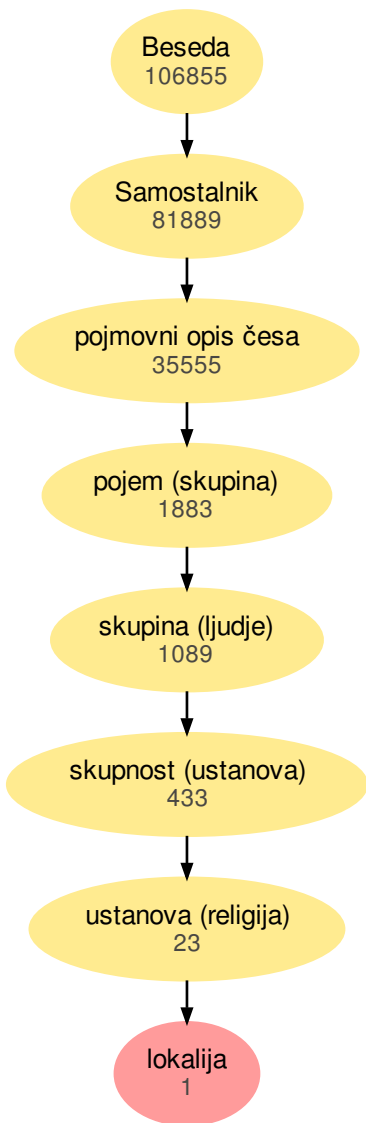 Beseda
106855
Samostalnik
81889
pojmovni opis česa
35555
pojem (skupina)
1883
skupina (ljudje)
1089
skupnost (ustanova)
433
ustanova (religija)
23
lokalija
1